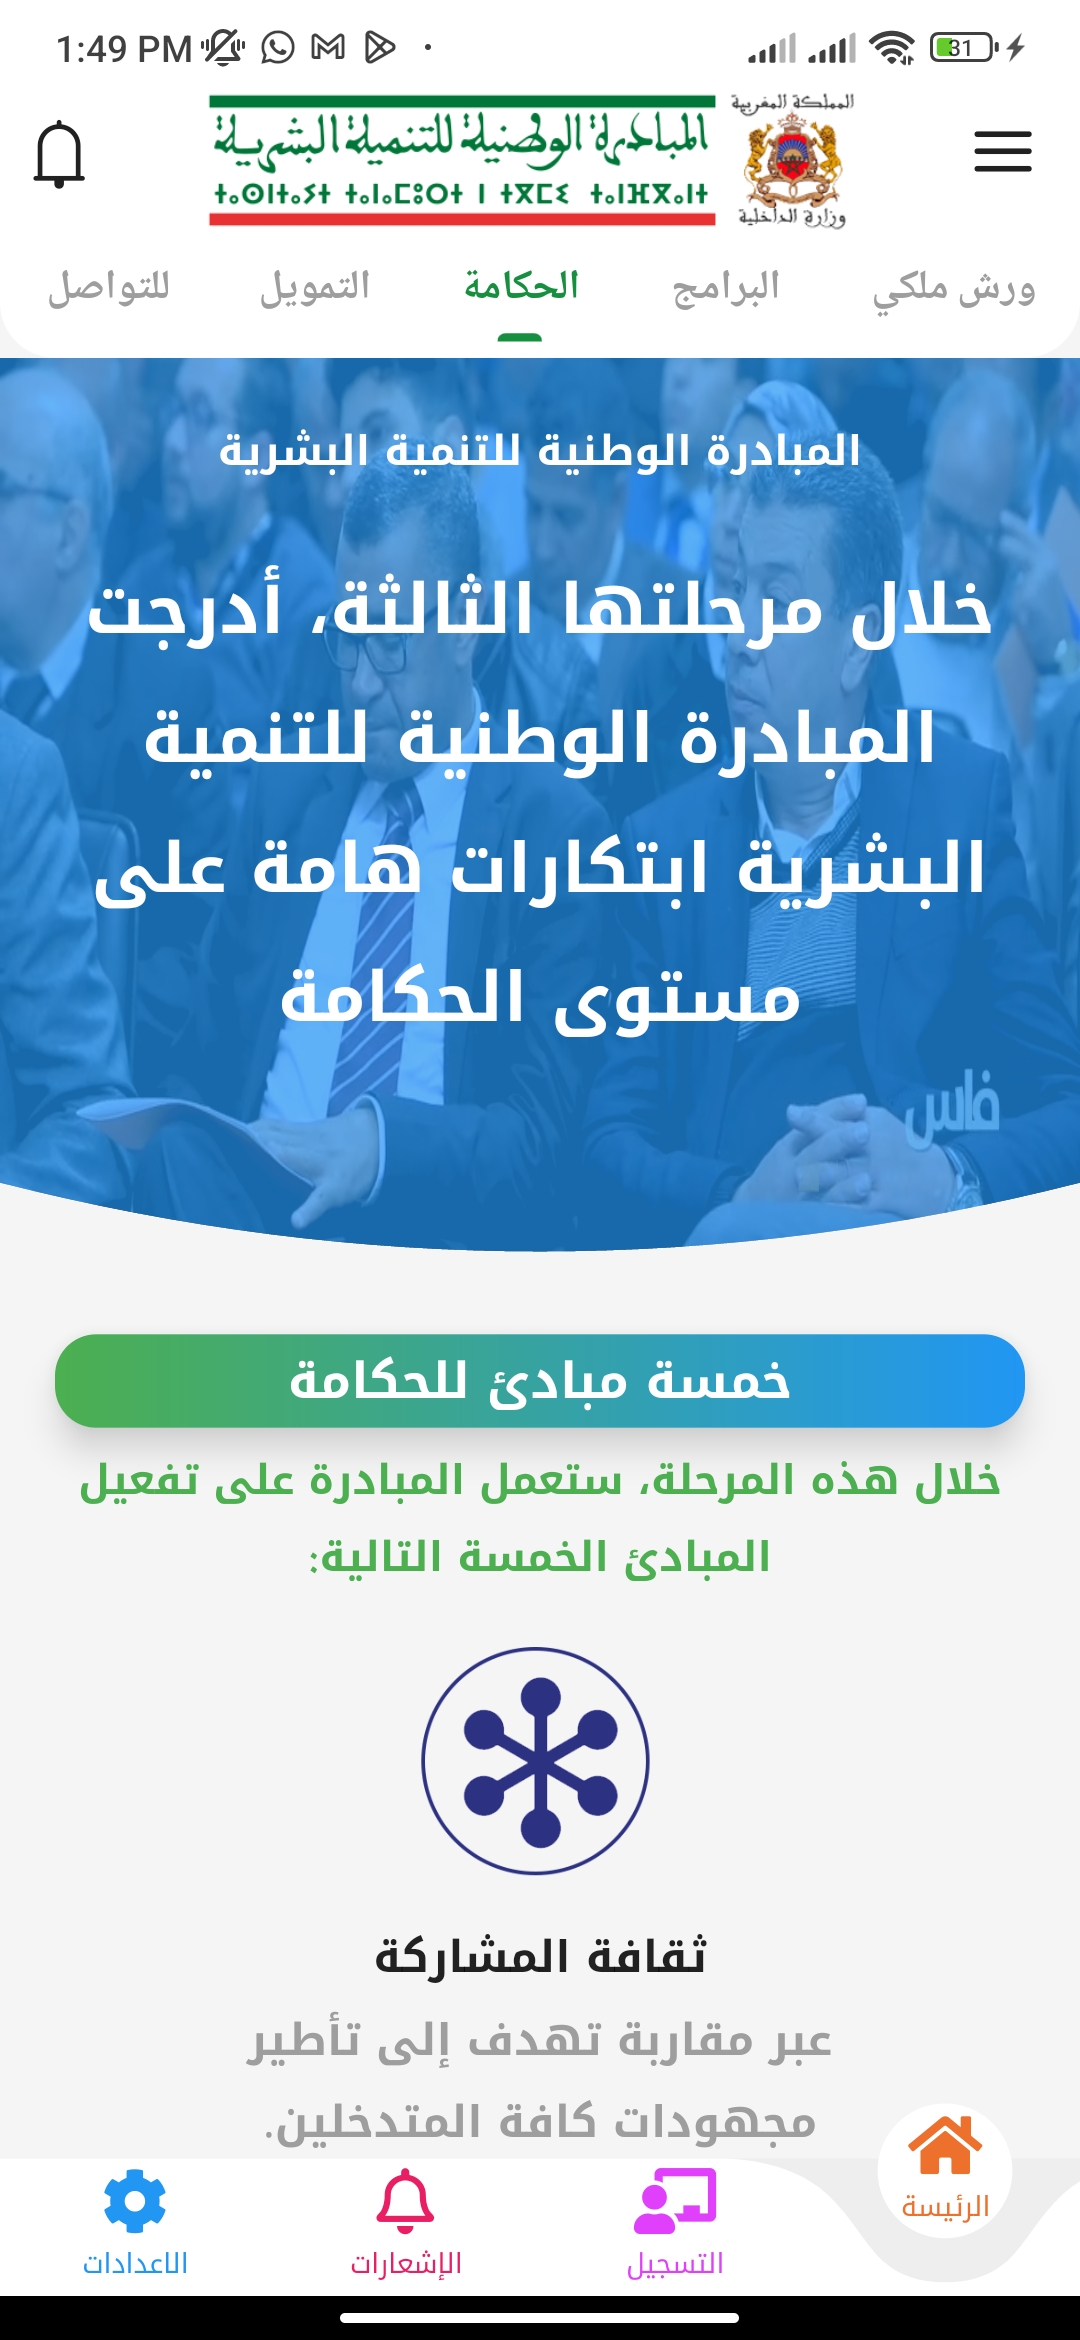 1:49 PM
31
المملكة المغربية
المبادرة الوطنية للتنمية البشرية
ⵜⴰⵙⵏⵜⴰⵢⵜ ⵜⴰⵏⴰⵎⵓⵔⵜ ⵏ ⵜⴳⵎⵉ ⵜⴰⵏⴼⴳⴰⵏⵜ
وزارة الداخلية
ورش ملكي
البرامج
الحكامة
التمويل
للتواصل
المبادرة الوطنية للتنمية البشرية
خلال مرحلتها الثالثة، أدرجت
المبادرة الوطنية للتنمية
البشرية ابتكارات هامة على
مستوى الحكامة
فاس
خمسة مبادئ للحكامة
خلال هذه المرحلة، ستعمل المبادرة على تفعيل
المبادئ الخمسة التالية:
ثقافة المشاركة
عبر مقاربة تهدف إلى تأطير
مجهودات كافة المتدخلين.
الرئيسة
التسجيل
الإشعارات
الاعدادات